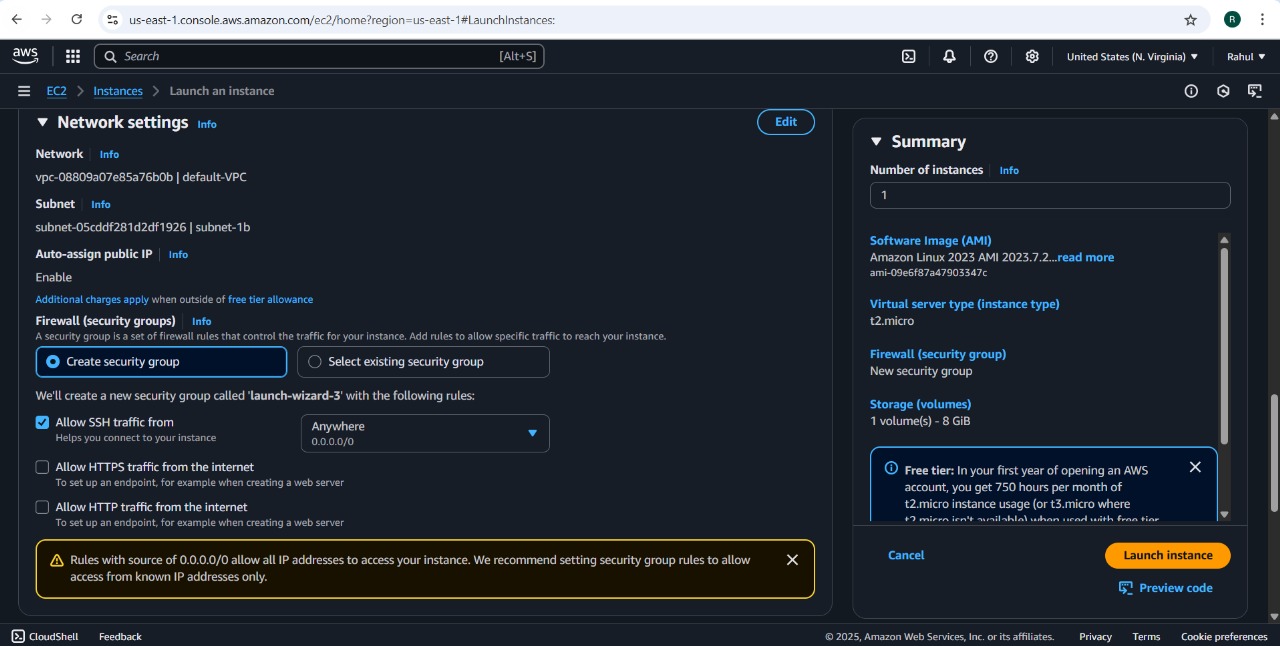 us-east-1.console.aws.amazon.com/ec2/home?region=us-east-1#LaunchInstances:
R
aws
Search [Alt+S]
United States (N. Virginia) Rahul
EC2 > Instances > Launch an instance
Network settings Info
Edit
Network Info
vpc-08809a07e85a76b0b | default-VPC
Subnet Info
subnet-05cddf281d2df1926 | subnet-1b
Auto-assign public IP Info
Enable
Additional charges apply when outside of free tier allowance
Firewall (security groups) Info
A security group is a set of firewall rules that control the traffic for your instance. Add rules to allow specific traffic to reach your instance.
Create security group
Select existing security group
We'll create a new security group called 'launch-wizard-3' with the following rules:
Allow SSH traffic from
Helps you connect to your instance
Anywhere
0.0.0.0/0
Allow HTTPS traffic from the internet
To set up an endpoint, for example when creating a web server
Allow HTTP traffic from the internet
To set up an endpoint, for example when creating a web server
Rules with source of 0.0.0.0/0 allow all IP addresses to access your instance. We recommend setting security group rules to allow
access from known IP addresses only.
Summary
Number of instances Info
1
Software Image (AMI)
Amazon Linux 2023 AMI 2023.7.2...read more
ami-09e6f87a47903347c
Virtual server type (instance type)
t2.micro
Firewall (security group)
New security group
Storage (volumes)
1 volume(s) - 8 GiB
Free tier: In your first year of opening an AWS
account, you get 750 hours per month of
t2.micro instance usage (or t3.micro where
t2.micro isn't available) when used with free tier
Cancel
Launch instance
Preview code
CloudShell Feedback
© 2025, Amazon Web Services, Inc. or its affiliates. Privacy Terms Cookie preferences